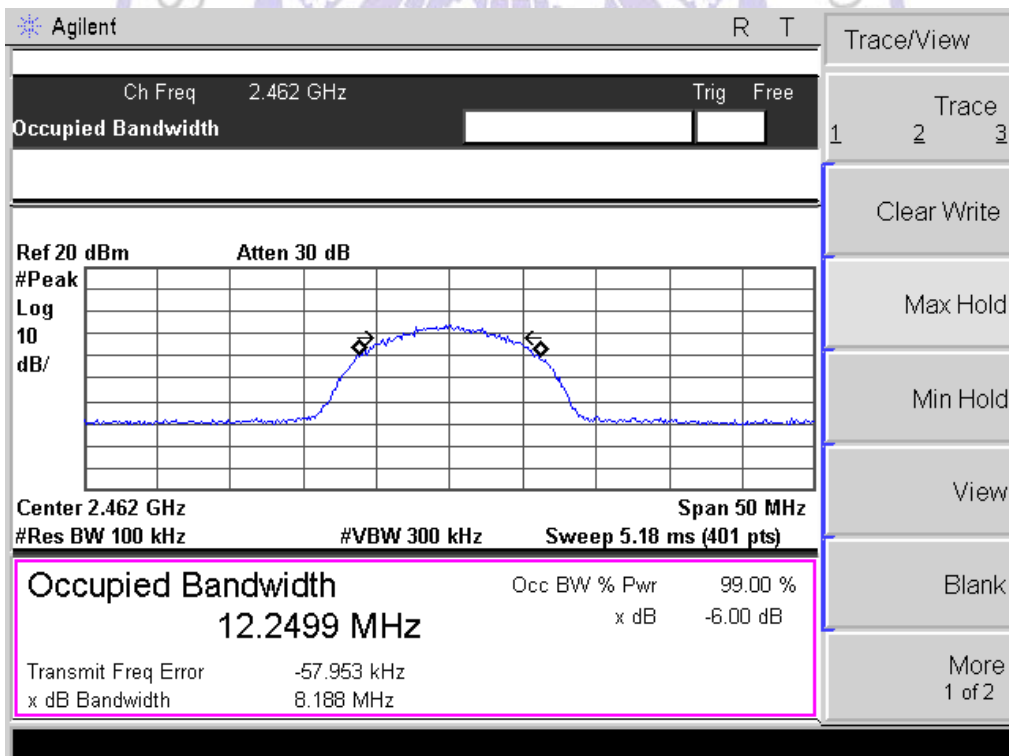 Agilent
R T
Trace/View
Ch Freq 2.462 GHz
Trig Free
Occupied Bandwidth
Trace
1 2 3
Clear Write
Ref 20 dBm Atten 30 dB
#Peak
Log
10
dB/
Max Hold
Min Hold
View
Center 2.462 GHz Span 50 MHz
#Res BW 100 kHz #VBW 300 kHz Sweep 5.18 ms (401 pts)
Occupied Bandwidth
12.2499 MHz
Occ BW % Pwr 99.00 %
x dB -6.00 dB
Transmit Freq Error -57.953 kHz
x dB Bandwidth 8.188 MHz
Blank
More
1 of 2